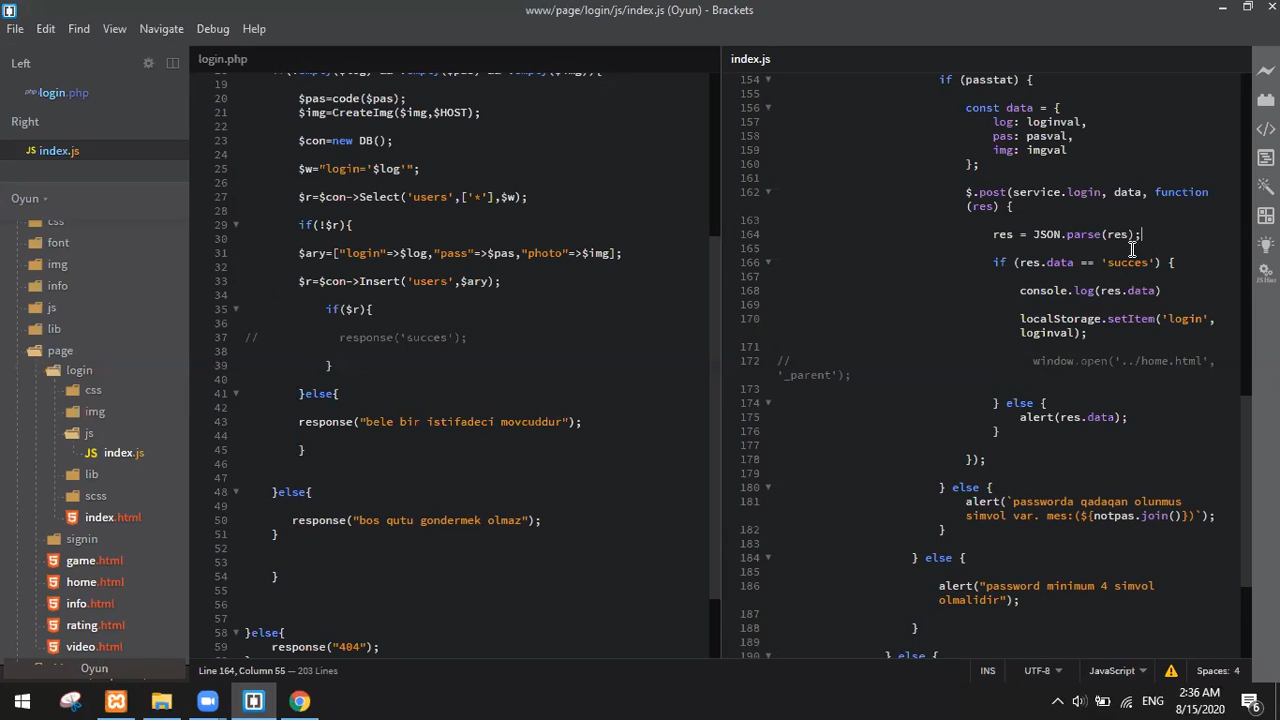 www/page/login/js/index.js (Oyun) - Brackets
File Edit Find View Navigate Debug Help
Left
php login.php
Right
JS index.js
Oyun
css
font
img
info
js
lib
page
login
css
img
js
JS index.js
lib
scss
index.html
signin
game.html
home.html
info.html
rating.html
video.html
Oyun
login.php
19
20 $pas=code($pas);
21 $img=CreateImg($img,$HOST);
22
23 $con=new DB();
24
25 $w="login='$log'";
26
27 $r=$con->Select('users',['*'],$w);
28
29 if(!$r){
30
31 $ary=["login"=>$log,"pass"=>$pas,"photo"=>$img];
32
33 $r=$con->Insert('users',$ary);
34
35 if($r){
36
37 // response('succes');
38
39 }
40
41 }else{
42
43 response("bele bir istifadeci movcuddur");
44
45 }
46
48 }else{
49
50 response("bos qutu gondermek olmaz");
51 }
52
53
54 }
55
56
57
58 }else{
59 response("404");
index.js
154 if (passtat) {
155
156 const data = {
157 log: loginval,
158 pas: pasval,
159 img: imgval
160 };
161
162 $.post(service.login, data, function
(res) {
163
164 res = JSON.parse(res);
165
166 if (res.data == 'succes') {
167
168 console.log(res.data)
169
170 localStorage.setItem('login',
loginval);
171
172 // window.open('../home.html',
'_parent');
173
174 } else {
175 alert(res.data);
176 }
177
178 });
179
180 } else {
181 alert(`passworda qadaqan olunmus
simvol var. mes:(${notpas.join()})`);
182 }
183
184 } else {
185
186 alert("password minimum 4 simvol
olmalidir");
187
188 }
189
190 } else {
Line 164, Column 55 — 203 Lines
INS UTF-8 JavaScript Spaces: 4
ENG
2:36 AM
8/15/2020
6